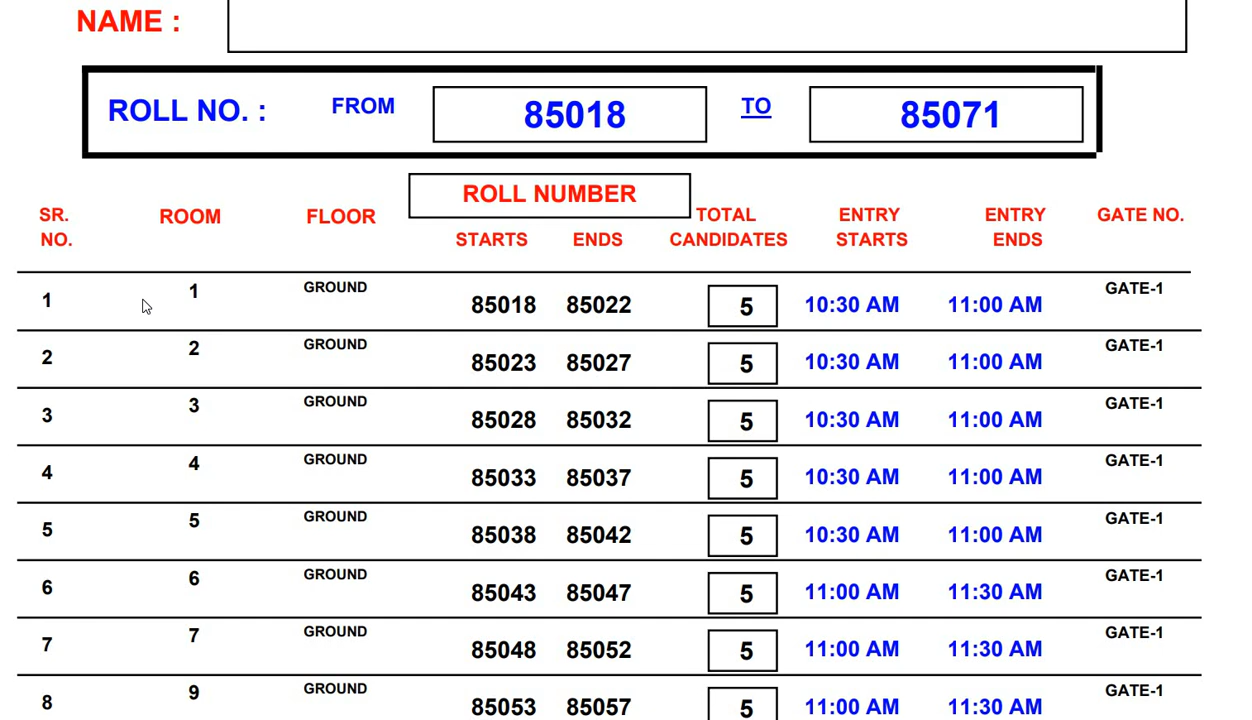 NAME :
ROLL NO. : FROM 85018 TO 85071
ROLL NUMBER
SR. NO. ROOM FLOOR STARTS ENDS TOTAL CANDIDATES ENTRY STARTS ENTRY ENDS GATE NO.
1 1 GROUND 85018 85022 5 10:30 AM 11:00 AM GATE-1
2 2 GROUND 85023 85027 5 10:30 AM 11:00 AM GATE-1
3 3 GROUND 85028 85032 5 10:30 AM 11:00 AM GATE-1
4 4 GROUND 85033 85037 5 10:30 AM 11:00 AM GATE-1
5 5 GROUND 85038 85042 5 10:30 AM 11:00 AM GATE-1
6 6 GROUND 85043 85047 5 11:00 AM 11:30 AM GATE-1
7 7 GROUND 85048 85052 5 11:00 AM 11:30 AM GATE-1
8 9 GROUND 85053 85057 5 11:00 AM 11:30 AM GATE-1